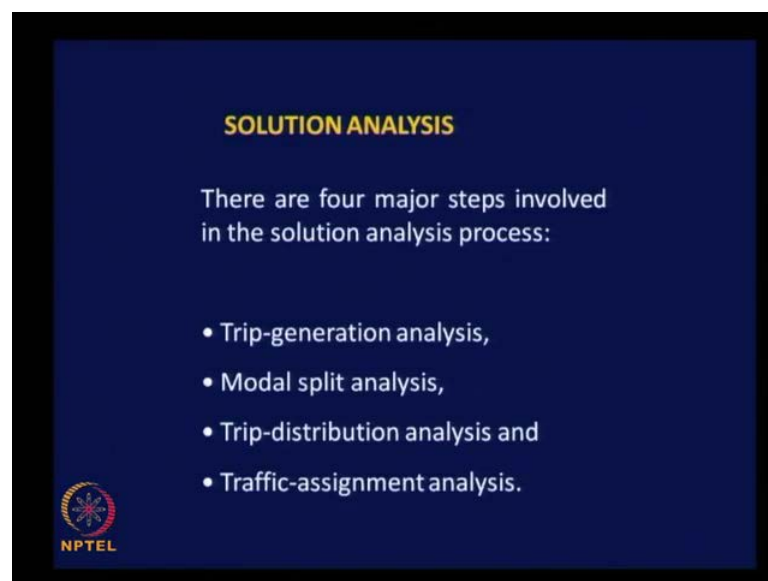 SOLUTION ANALYSIS
There are four major steps involved
in the solution analysis process:
• Trip-generation analysis,
• Modal split analysis,
• Trip-distribution analysis and
• Traffic-assignment analysis.
NPTEL